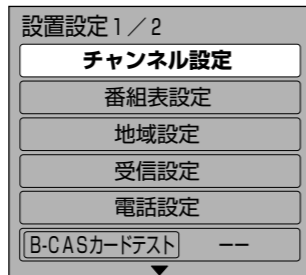 設置設定1／2
チャンネル設定
番組表設定
地域設定
受信設定
電話設定
B-CASカードテスト −−